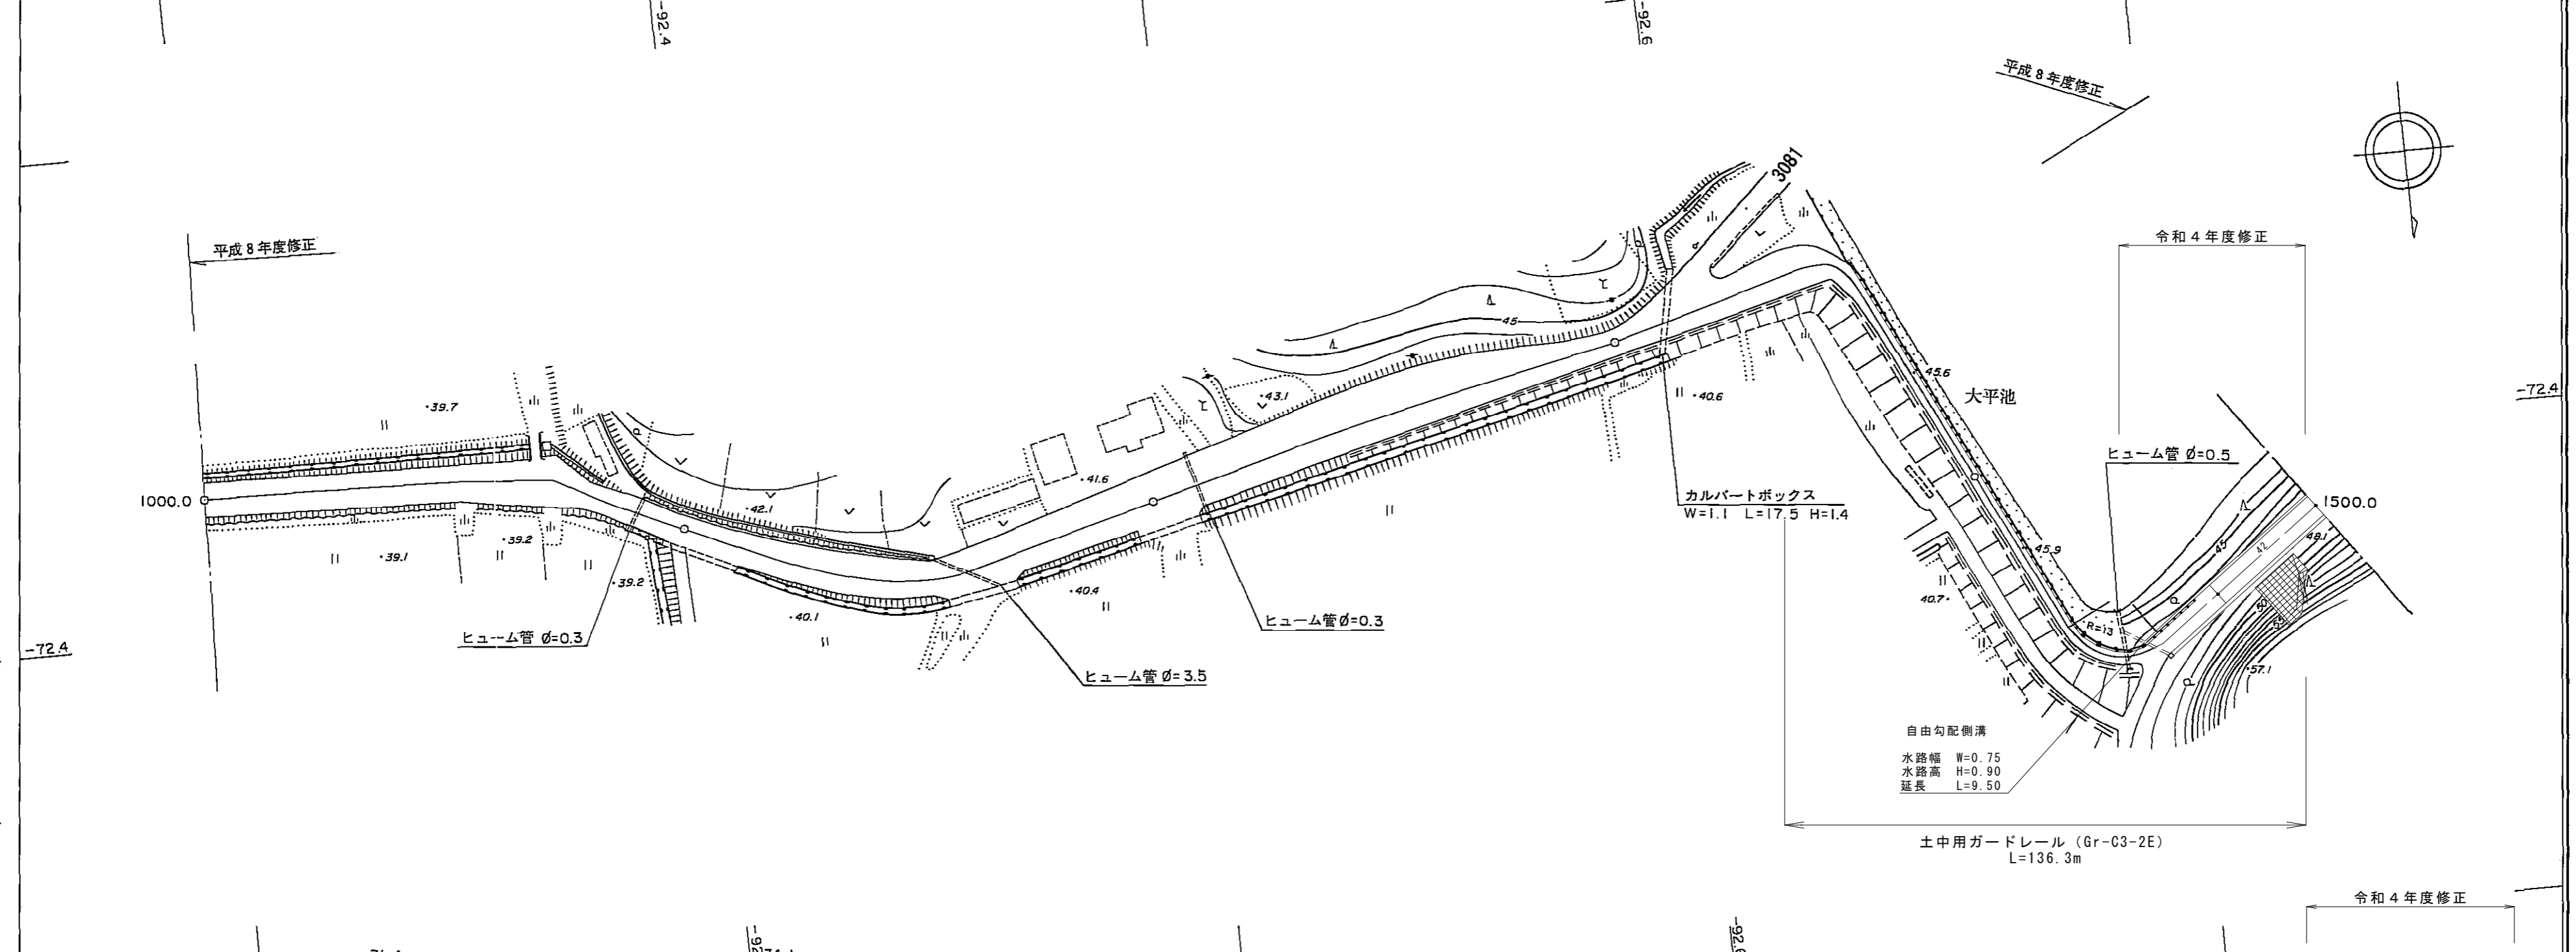 -92.4
-92.6
平成8年度修正
3081
平成8年度修正
令和4年度修正
45
45.6
-72.4
大平池
39.7
43.1
40.6
1000.0
41.6
ヒューム管 Ø=0.5
カルバートボックス
W=1.1 L=17.5 H=1.4
1500.0
42.1
48.1
39.1
39.2
45.9
45
42
39.2
40.4
40.7
50
40.1
ヒューム管 Ø=0.3
ヒューム管Ø=0.3
R=13
55
-72.4
ヒューム管 Ø=3.5
57.1
自由勾配側溝
水路幅 W=0.75
水路高 H=0.90
延長 L=9.50
土中用ガードレール (Gr-C3-2E)
L=136.3m
令和4年度修正